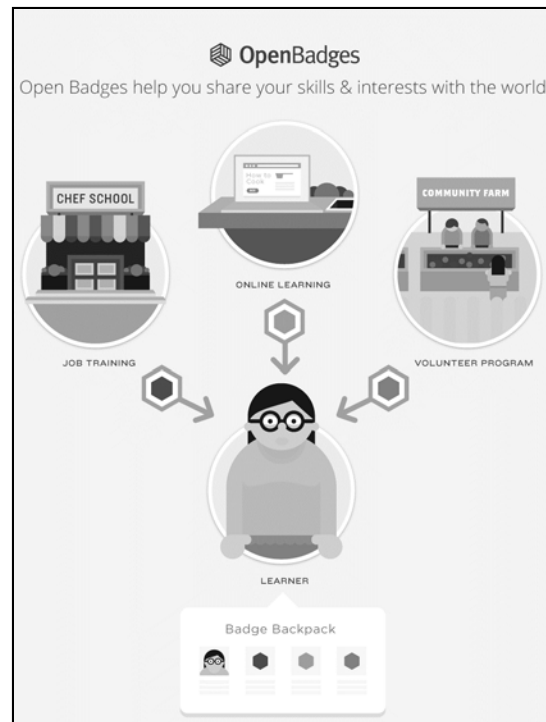 OpenBadges
Open Badges help you share your skills & interests with the world
CHEF SCHOOL
How to
Cook
COMMUNITY FARM
ONLINE LEARNING
JOB TRAINING
VOLUNTEER PROGRAM
LEARNER
Badge Backpack